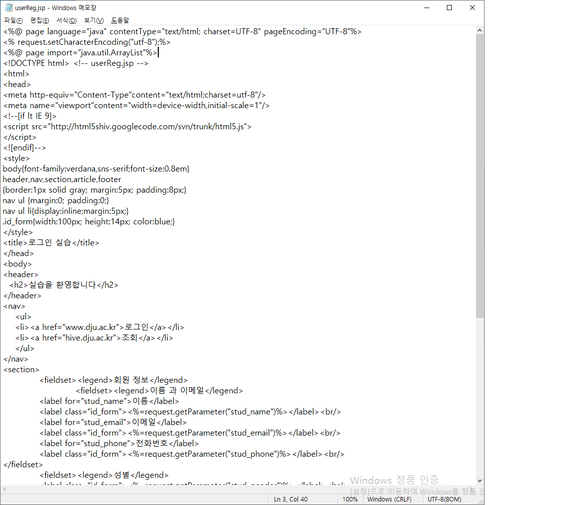 userReg.jsp - Windows 메모장
파일(F) 편집(E) 서식(O) 보기(V) 도움말
<%@ page language="java" contentType="text/html; charset=UTF-8" pageEncoding="UTF-8"%>
<% request.setCharacterEncoding("utf-8");%>
<%@ page import="java.util.ArrayList"%>
<!DOCTYPE html> <!-- userReg.jsp -->
<html>
<head>
<meta http-equiv="Content-Type"content="text/html;charset=utf-8"/>
<meta name="viewport"content="width=device-width,initial-scale=1"/>
<!--[if lt IE 9]>
<script src="http://html5shiv.googlecode.com/svn/trunk/html5.js">
</script>
<![endif]-->
<style>
body{font-family:verdana,sns-serif;font-size:0.8em}
header,nav,section,article,footer
{border:1px solid gray; margin:5px; padding:8px;}
nav ul {margin:0; padding:0;}
nav ul li{display:inline;margin:5px;}
.id_form{width:100px; height:14px; color:blue;}
</style>
<title>로그인 실습</title>
</head>
<body>
<header>
<h2>실습을 환영합니다</h2>
</header>
<nav>
<ul>
<li><a href="www.dju.ac.kr">로그인</a></li>
<li><a href="hive.dju.ac.kr">조회</a></li>
</ul>
</nav>
<section>
<fieldset><legend>회원 정보</legend>
<fieldset><legend>이름 과 이메일</legend>
<label for="stud_name">이름</label>
<label class="id_form"><%=request.getParameter("stud_name")%></label><br/>
<label for="stud_email">이메일</label>
<label class="id_form"><%=request.getParameter("stud_email")%></label><br/>
<label for="stud_phone">전화번호</label>
<label class="id_form"><%=request.getParameter("stud_phone")%></label><br/>
</fieldset>
<fieldset><legend>성별</legend>
Windows 정품 인증
[설정]으로 이동하여 Windows를 정품 인
Ln 3, Col 40 100% Windows (CRLF) UTF-8(BOM)